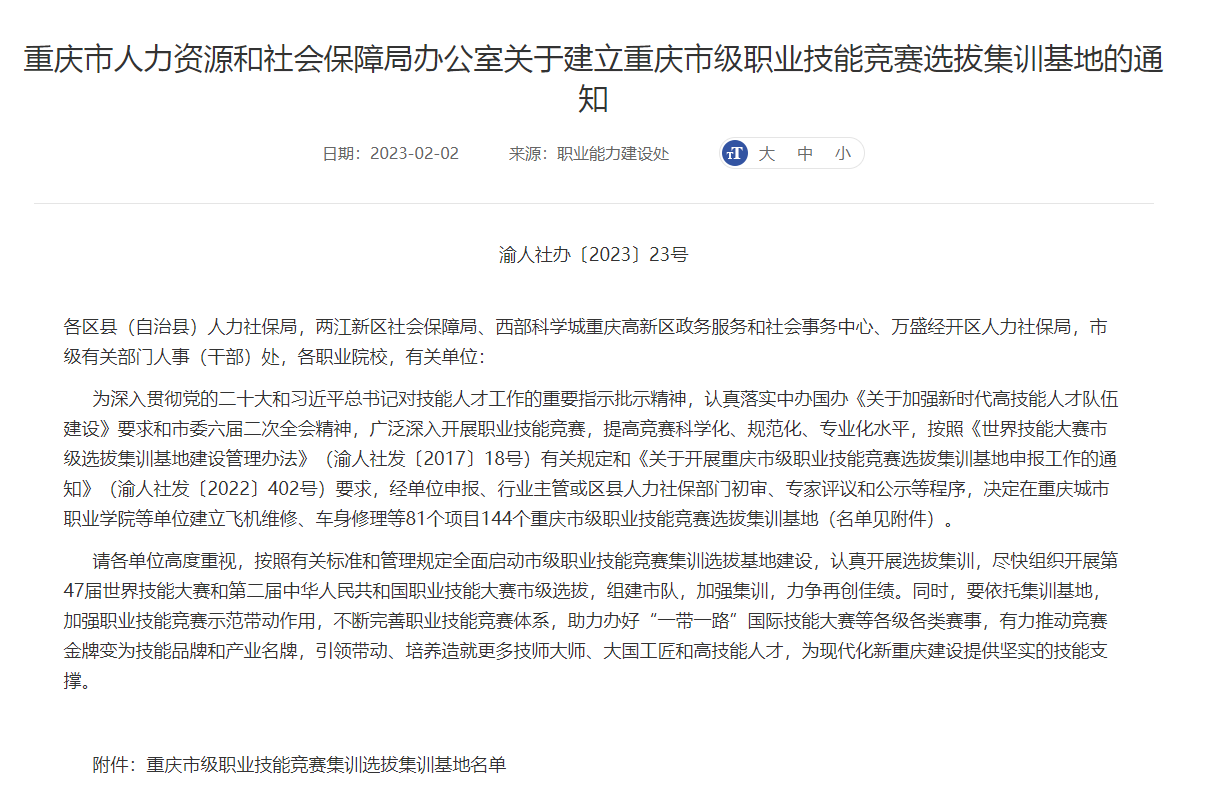 重庆市人力资源和社会保障局办公室关于建立重庆市级职业技能竞赛选拔集训基地的通
知
日期：2023-02-02 来源：职业能力建设处 TT 大 中 小
渝人社办〔2023〕23号
各区县（自治县）人力社保局，两江新区社会保障局、西部科学城重庆高新区政务服务和社会事务中心、万盛经开区人力社保局，市
级有关部门人事（干部）处，各职业院校，有关单位：
为深入贯彻党的二十大和习近平总书记对技能人才工作的重要指示批示精神，认真落实中办国办《关于加强新时代高技能人才队伍
建设》要求和市委六届二次全会精神，广泛深入开展职业技能竞赛，提高竞赛科学化、规范化、专业化水平，按照《世界技能大赛市
级选拔集训基地建设管理办法》（渝人社发〔2017〕18号）有关规定和《关于开展重庆市级职业技能竞赛选拔集训基地申报工作的通
知》（渝人社发〔2022〕402号）要求，经单位申报、行业主管或区县人力社保部门初审、专家评议和公示等程序，决定在重庆城市
职业学院等单位建立飞机维修、车身修理等81个项目144个重庆市级职业技能竞赛选拔集训基地（名单见附件）。
请各单位高度重视，按照有关标准和管理规定全面启动市级职业技能竞赛集训选拔基地建设，认真开展选拔集训，尽快组织开展第
47届世界技能大赛和第二届中华人民共和国职业技能大赛市级选拔，组建市队，加强集训，力争再创佳绩。同时，要依托集训基地，
加强职业技能竞赛示范带动作用，不断完善职业技能竞赛体系，助力办好“一带一路”国际技能大赛等各级各类赛事，有力推动竞赛
金牌变为技能品牌和产业名牌，引领带动、培养造就更多技师大师、大国工匠和高技能人才，为现代化新重庆建设提供坚实的技能支
撑。
附件：重庆市级职业技能竞赛集训选拔集训基地名单